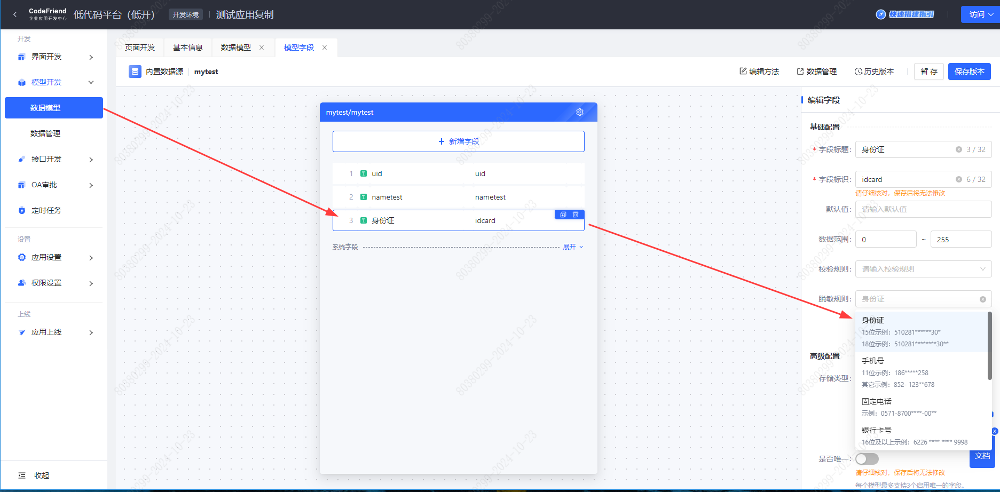 CodeFriend
企业应用开发中心
低代码平台（低开）
开发环境
测试应用复制
快速搭建指引
访问
开发
界面开发
模型开发
数据模型
数据管理
接口开发
OA审批
定时任务
设置
应用设置
权限设置
上线
应用上线
收起
页面开发
基本信息
数据模型
模型字段
内置数据源
mytest
编辑方法
数据管理
历史版本
暂 存
保存版本
mytest/mytest
+ 新增字段
1 T uid uid
2 T nametest nametest
3 T 身份证 idcard
系统字段
展开
编辑字段
基础配置
* 字段标题: 身份证 3 / 32
* 字段标识: idcard 6 / 32
请仔细核对，保存后将无法修改
默认值: 请输入默认值
数据范围: 0 ~ 255
校验规则: 请输入校验规则
脱敏规则: 身份证
身份证
15位示例：510281******30*
18位示例：510281********30**
手机号
11位示例：186*****258
其它示例：852- 123**678
固定电话
示例：0571-8700****-00**
银行卡号
16位及以上示例：6226 **** **** 9998
高级配置
存储类型:
文档
是否唯一:
请仔细核对，保存后将无法修改
每个模型最多支持3个启用唯一的字段。
80380299-2024-10-23